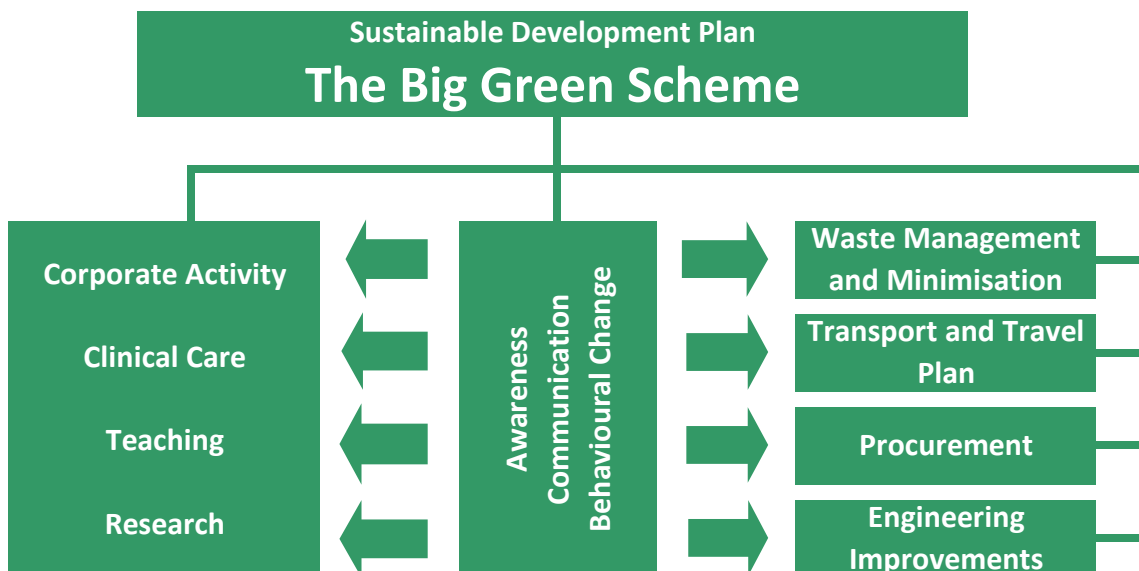 Sustainable Development Plan
The Big Green Scheme
Corporate Activity
Clinical Care
Teaching
Research
Awareness
Communication
Behavioural Change
Waste Management
and Minimisation
Transport and Travel
Plan
Procurement
Engineering
Improvements